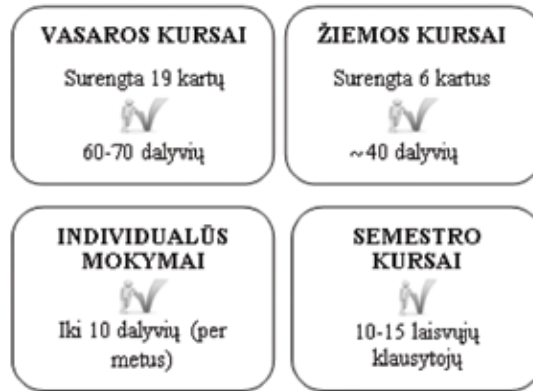 VASAROS KURSAI
Surengta 19 kartų
60-70 dalyvių
ŽIEMOS KURSAI
Surengta 6 kartus
~40 dalyvių
INDIVIDUALŪS
MOKYMAI
Iki 10 dalyvių (per
metus)
SEMESTRO
KURSAI
10-15 laisvųjų
klausytojų